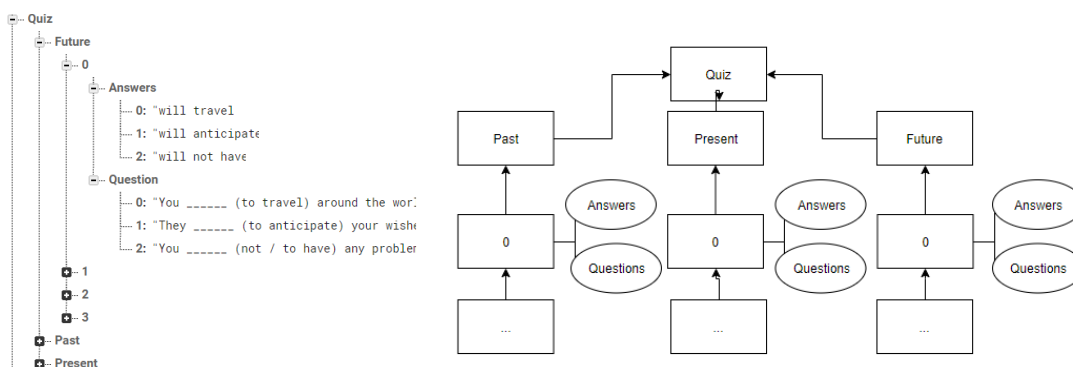 Quiz
Future
0
Answers
0: "will travel
1: "will anticipate
2: "will not have
Question
0: "You ______ (to travel) around the worl
1: "They ______ (to anticipate) your wishe
2: "You ______ (not / to have) any problem
1
2
3
Past
Present
Quiz
Past Present Future
Answers Answers Answers
0 0 0
Questions Questions Questions
... ... ...